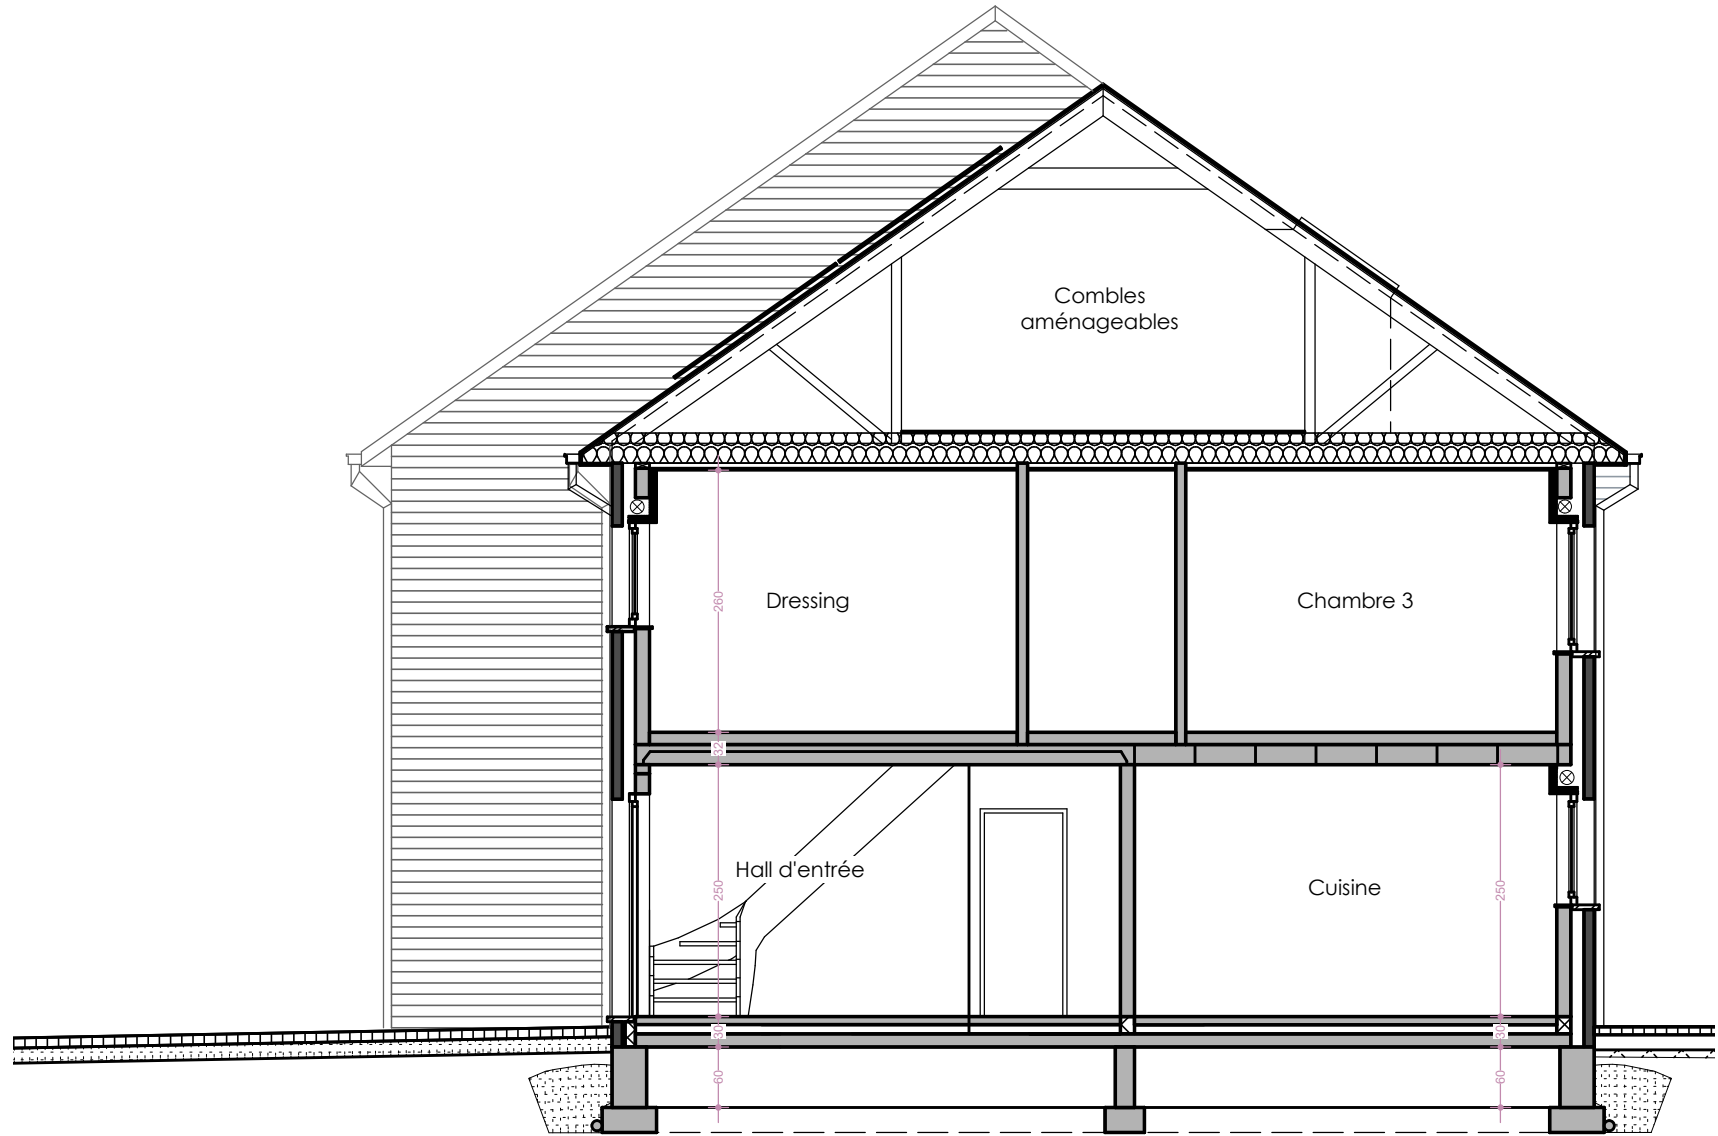 Combles
aménageables
Dressing
Chambre 3
260
32
Hall d'entrée
Cuisine
250
250
30
30
60
60